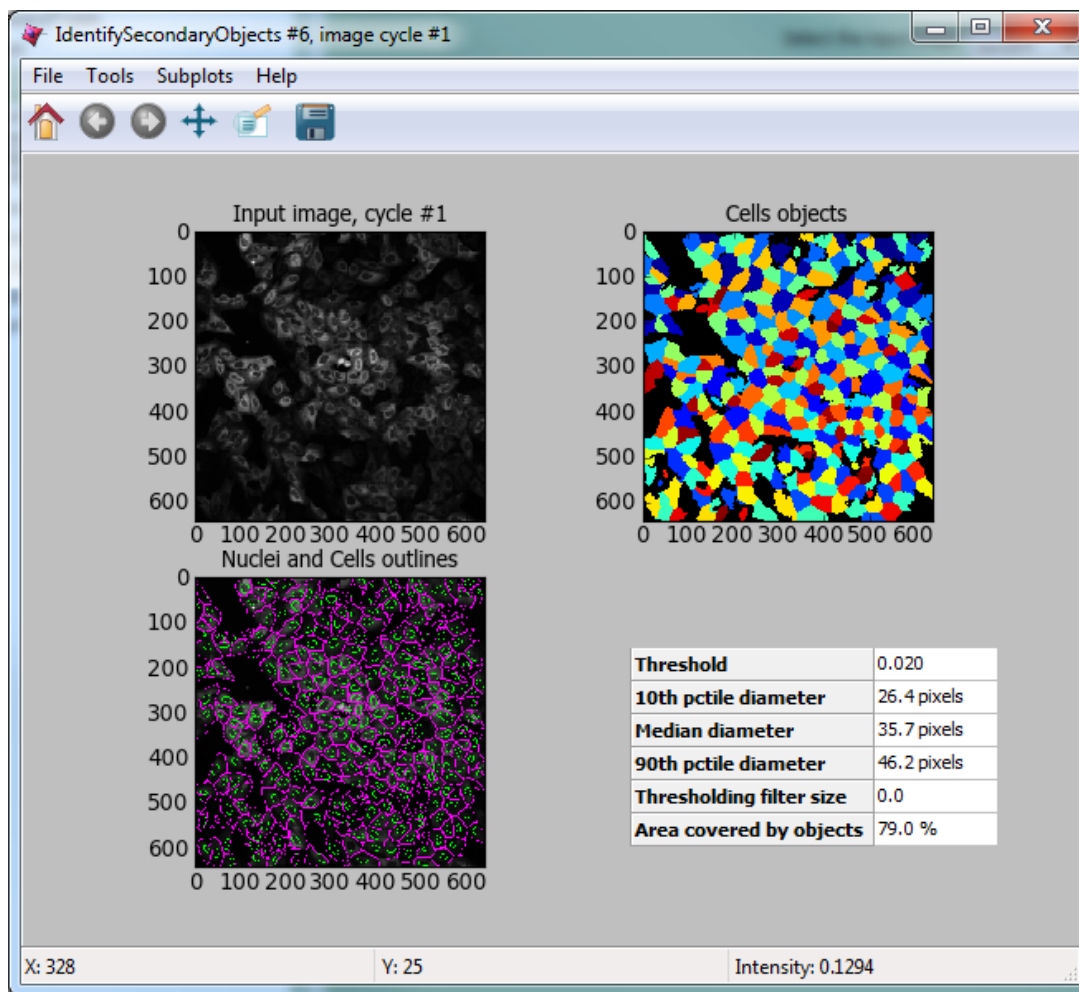 IdentifySecondaryObjects #6, image cycle #1
File Tools Subplots Help
Input image, cycle #1
0
100
200
300
400
500
600
0 100 200 300 400 500 600
Cells objects
0
100
200
300
400
500
600
0 100 200 300 400 500 600
Nuclei and Cells outlines
0
100
200
300
400
500
600
0 100 200 300 400 500 600
Threshold 0.020
10th pctile diameter 26.4 pixels
Median diameter 35.7 pixels
90th pctile diameter 46.2 pixels
Thresholding filter size 0.0
Area covered by objects 79.0 %
X: 328 Y: 25 Intensity: 0.1294